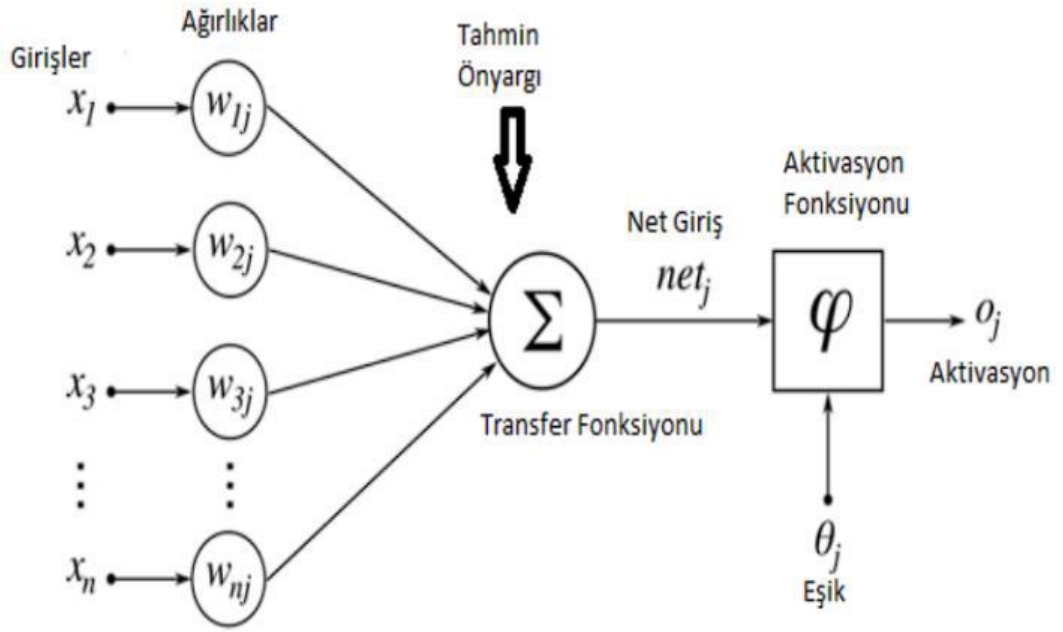 Girişler
Ağırlıklar
Tahmin
Önyargı
x1
w1j
x2
w2j
x3
w3j
⋮
⋮
xn
wnj
Σ
Transfer Fonksiyonu
Net Giriş
netj
Aktivasyon
Fonksiyonu
φ
oj
Aktivasyon
θj
Eşik